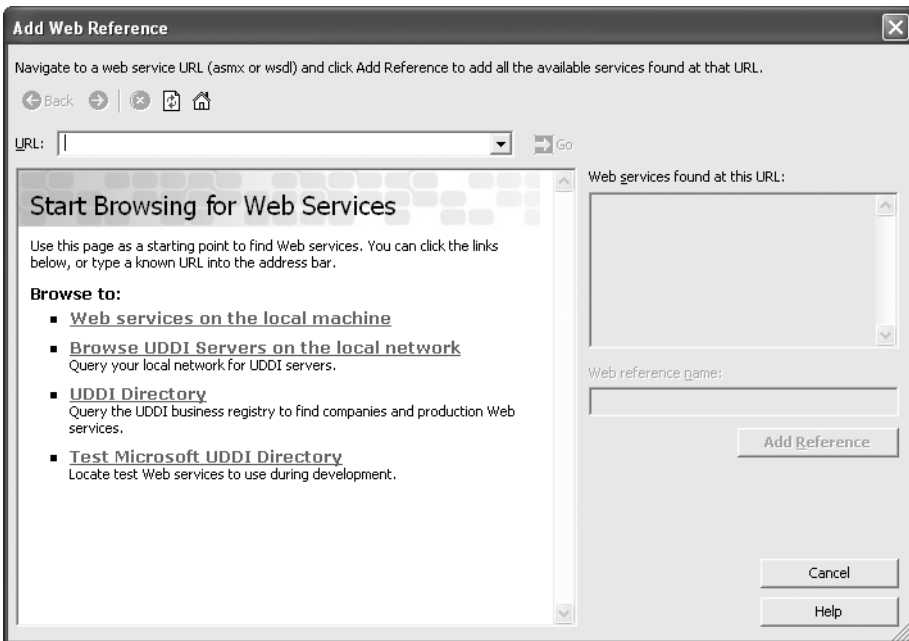 Add Web Reference
Navigate to a web service URL (asmx or wsdl) and click Add Reference to add all the available services found at that URL.
Back
URL:
Go
Start Browsing for Web Services
Use this page as a starting point to find Web services. You can click the links
below, or type a known URL into the address bar.
Browse to:
Web services on the local machine
Browse UDDI Servers on the local network
Query your local network for UDDI servers.
UDDI Directory
Query the UDDI business registry to find companies and production Web
services.
Test Microsoft UDDI Directory
Locate test Web services to use during development.
Web services found at this URL:
Web reference name:
Add Reference
Cancel
Help